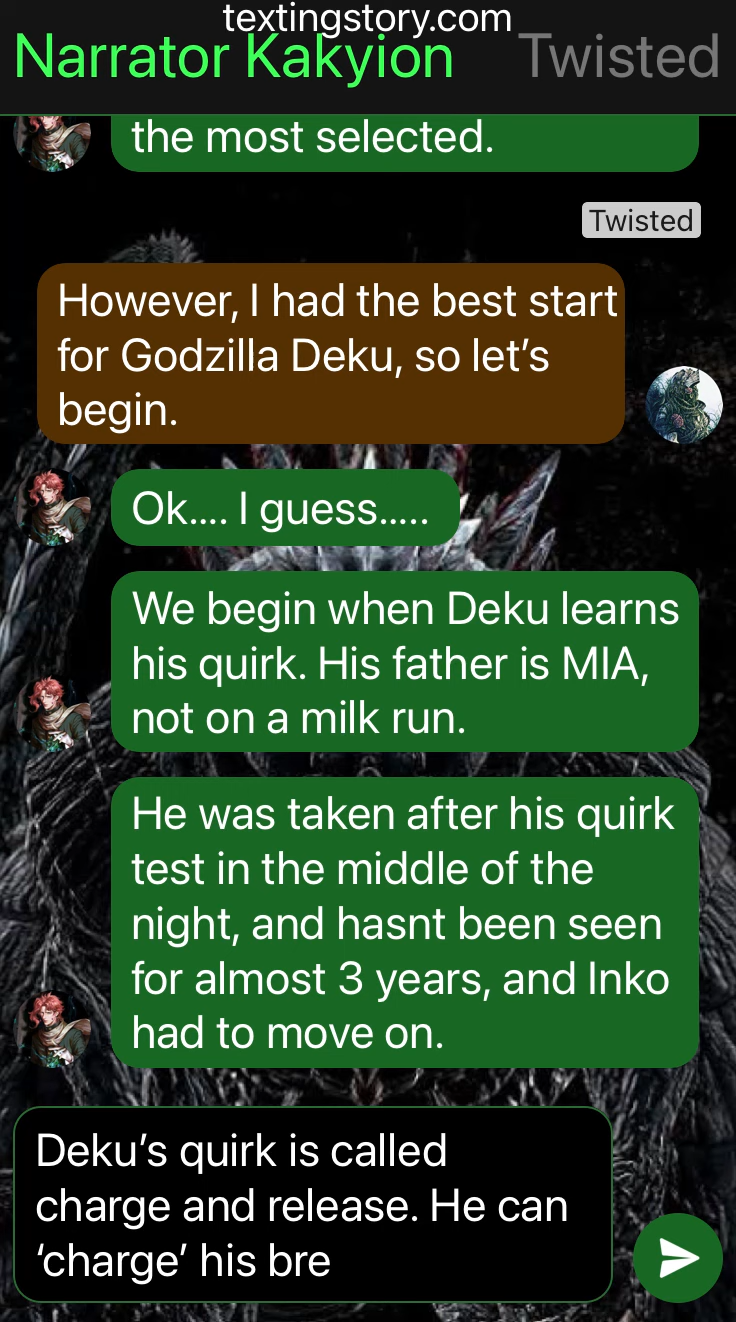 textingstory.com
Narrator Kakyion Twisted
the most selected.
Twisted
However, I had the best start
for Godzilla Deku, so let’s
begin.
Ok.... I guess.....
We begin when Deku learns
his quirk. His father is MIA,
not on a milk run.
He was taken after his quirk
test in the middle of the
night, and hasnt been seen
for almost 3 years, and Inko
had to move on.
Deku’s quirk is called
charge and release. He can
‘charge’ his bre